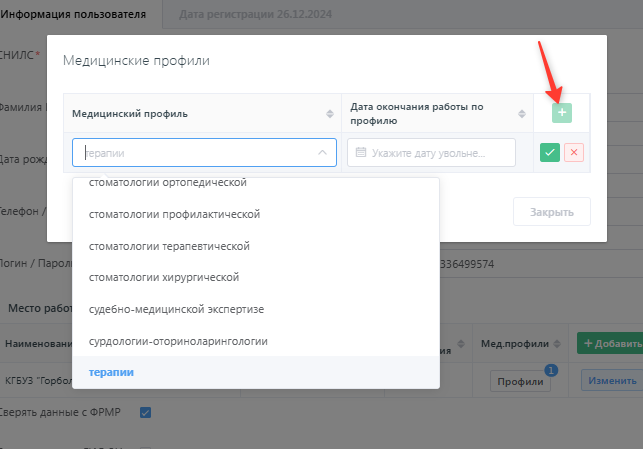 Информация пользователя
Дата регистрации 26.12.2024
СНИЛС*
Медицинские профили
Медицинский профиль
Дата окончания работы по профилю
Фамилия
терапии
Укажите дату увольне...
Дата рожд
стоматологии ортопедической
стоматологии профилактической
Телефон /
Закрыть
стоматологии терапевтической
Логин / Пароль
336499574
стоматологии хирургической
Место работ
судебно-медицинской экспертизе
Наименование
сурдологии-оториноларингологии
ия
Мед.профили
+ Добавить
терапии
КГБУЗ "Горбол
Профили
1
Изменить
Сверять данные с ФРМР